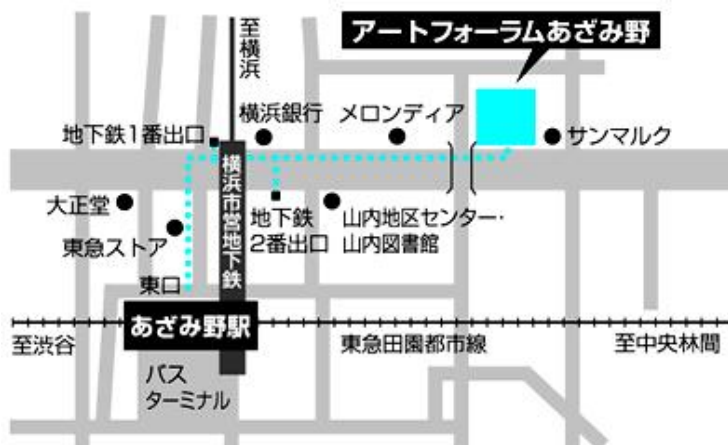 アートフォーラムあざみ野
至横浜
横浜銀行
メロンディア
地下鉄1番出口
サンマルク
横浜市営地下鉄
大正堂
地下鉄
2番出口
山内地区センター・
山内図書館
東急ストア
東口
あざみ野駅
至渋谷
東急田園都市線
至中央林間
バス
ターミナル